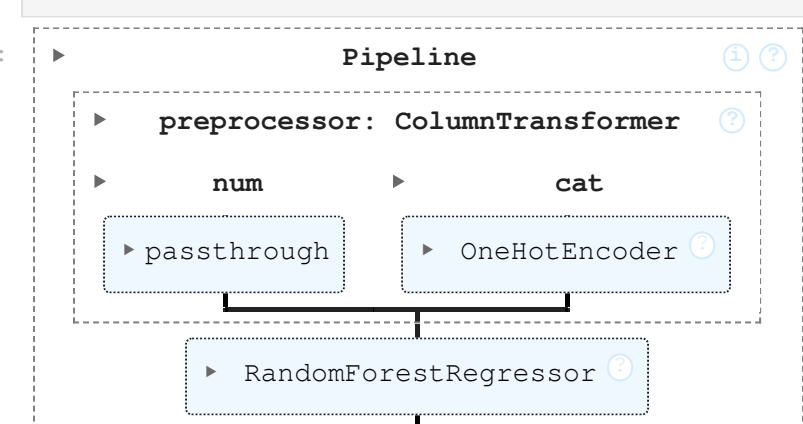 :
Pipeline i ?
preprocessor: ColumnTransformer ?
num cat
passthrough OneHotEncoder ?
RandomForestRegressor ?